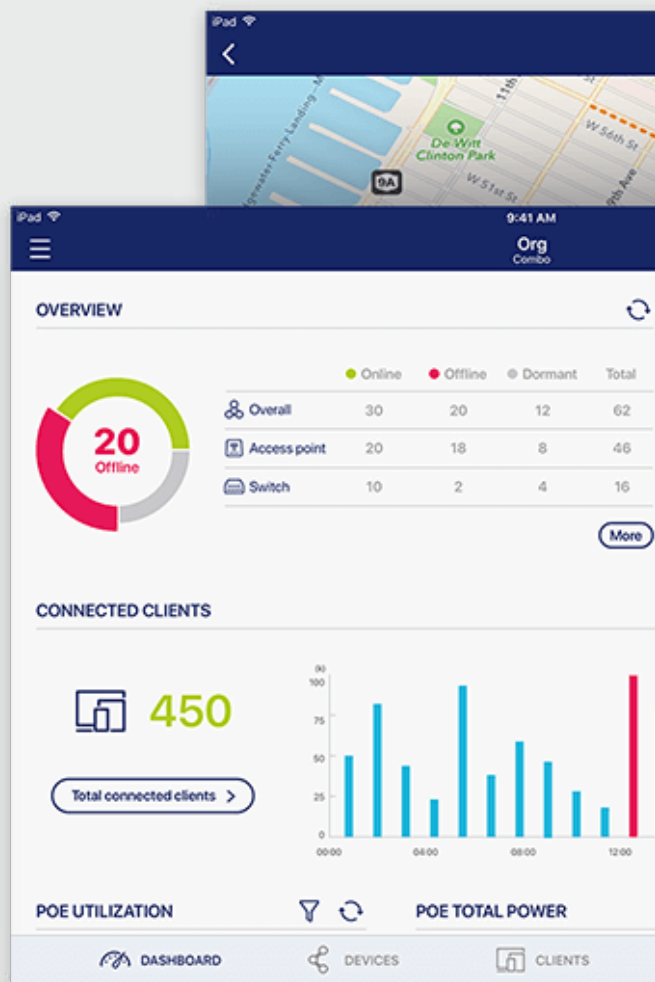 iPad
11th
W 56th St
De Witt
Clinton Park
9A
W 51st St
9th Ave
iPad
9:41 AM
Org
Combo
OVERVIEW
Online Offline Dormant Total
20
Offline
Overall 30 20 12 62
Access point 20 18 8 46
Switch 10 2 4 16
More
CONNECTED CLIENTS
450
Total connected clients
(k)
100
75
50
25
0
00:00 04:00 08:00 12:00
POE UTILIZATION
POE TOTAL POWER
DASHBOARD DEVICES CLIENTS